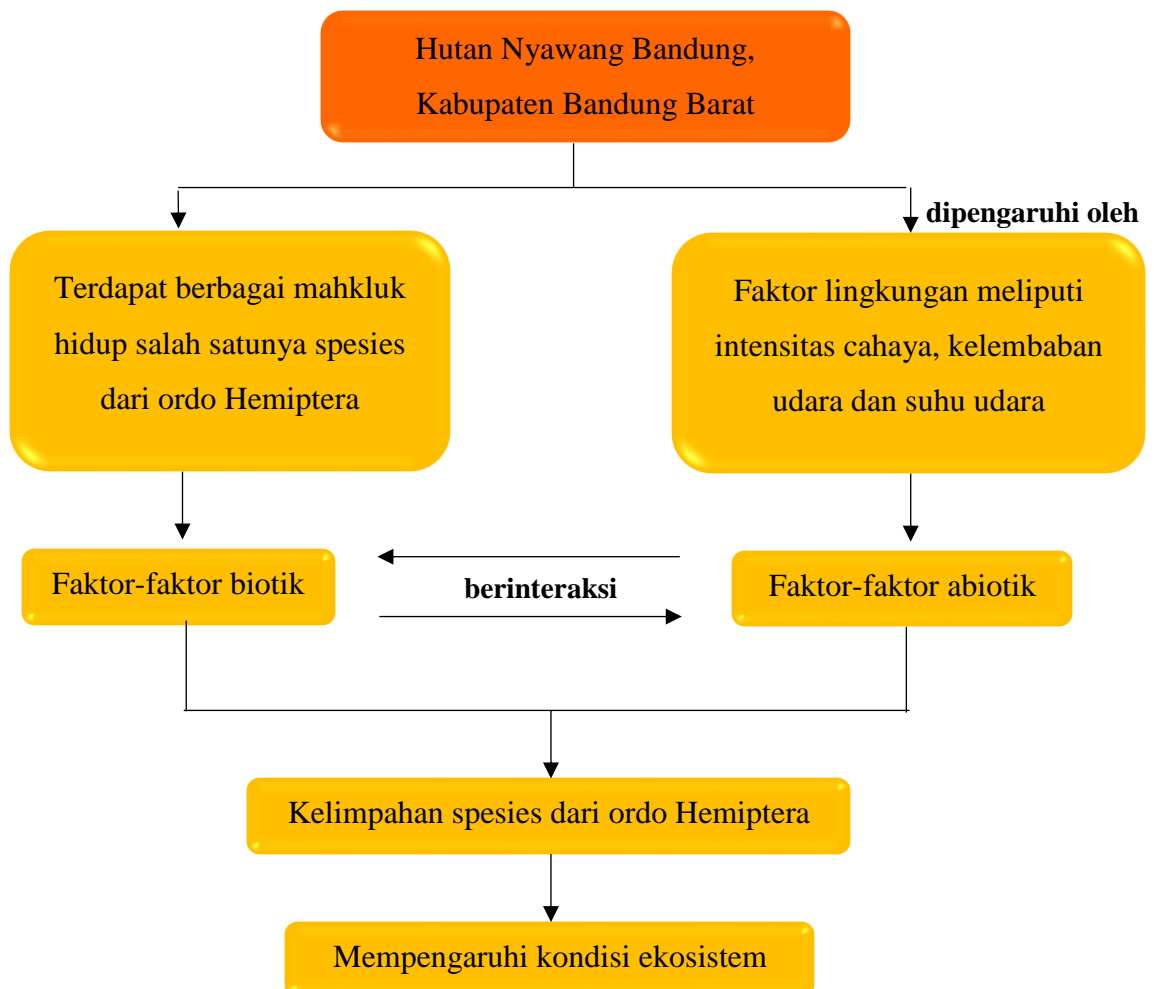 Hutan Nyawang Bandung,
Kabupaten Bandung Barat
dipengaruhi oleh
Terdapat berbagai mahkluk
hidup salah satunya spesies
dari ordo Hemiptera
Faktor lingkungan meliputi
intensitas cahaya, kelembaban
udara dan suhu udara
Faktor-faktor biotik
berinteraksi
Faktor-faktor abiotik
Kelimpahan spesies dari ordo Hemiptera
Mempengaruhi kondisi ekosistem